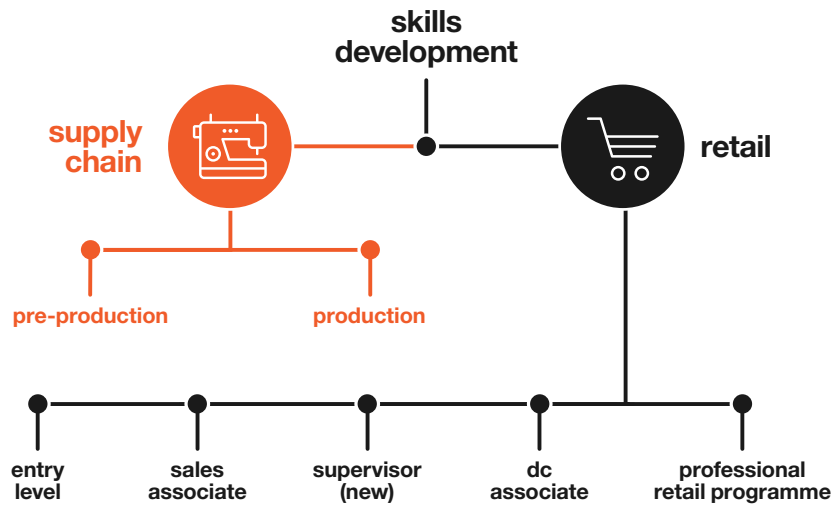 skills
development
supply
chain
retail
pre-production
production
entry
level
sales
associate
supervisor
(new)
dc
associate
professional
retail programme